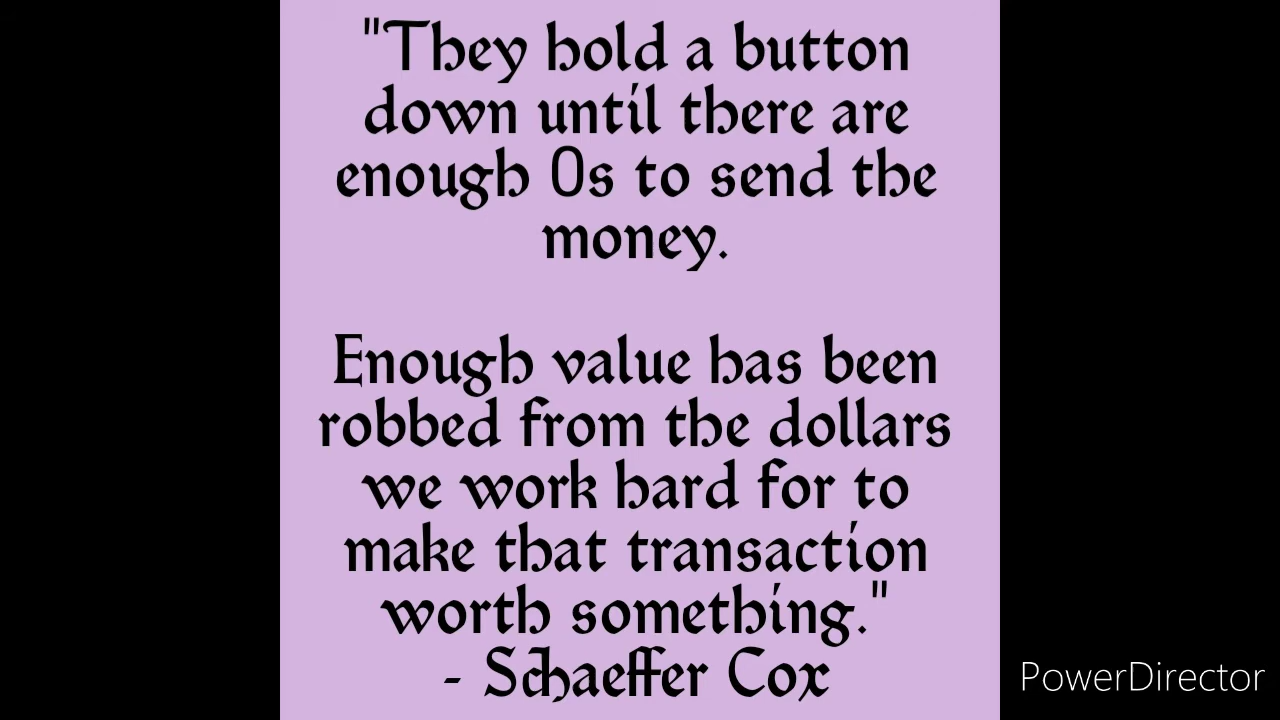 "They hold a button
down until there are
enough 0s to send the
money.
Enough value has been
robbed from the dollars
we work hard for to
make that transaction
worth something."
- Schaeffer Cox
PowerDirector